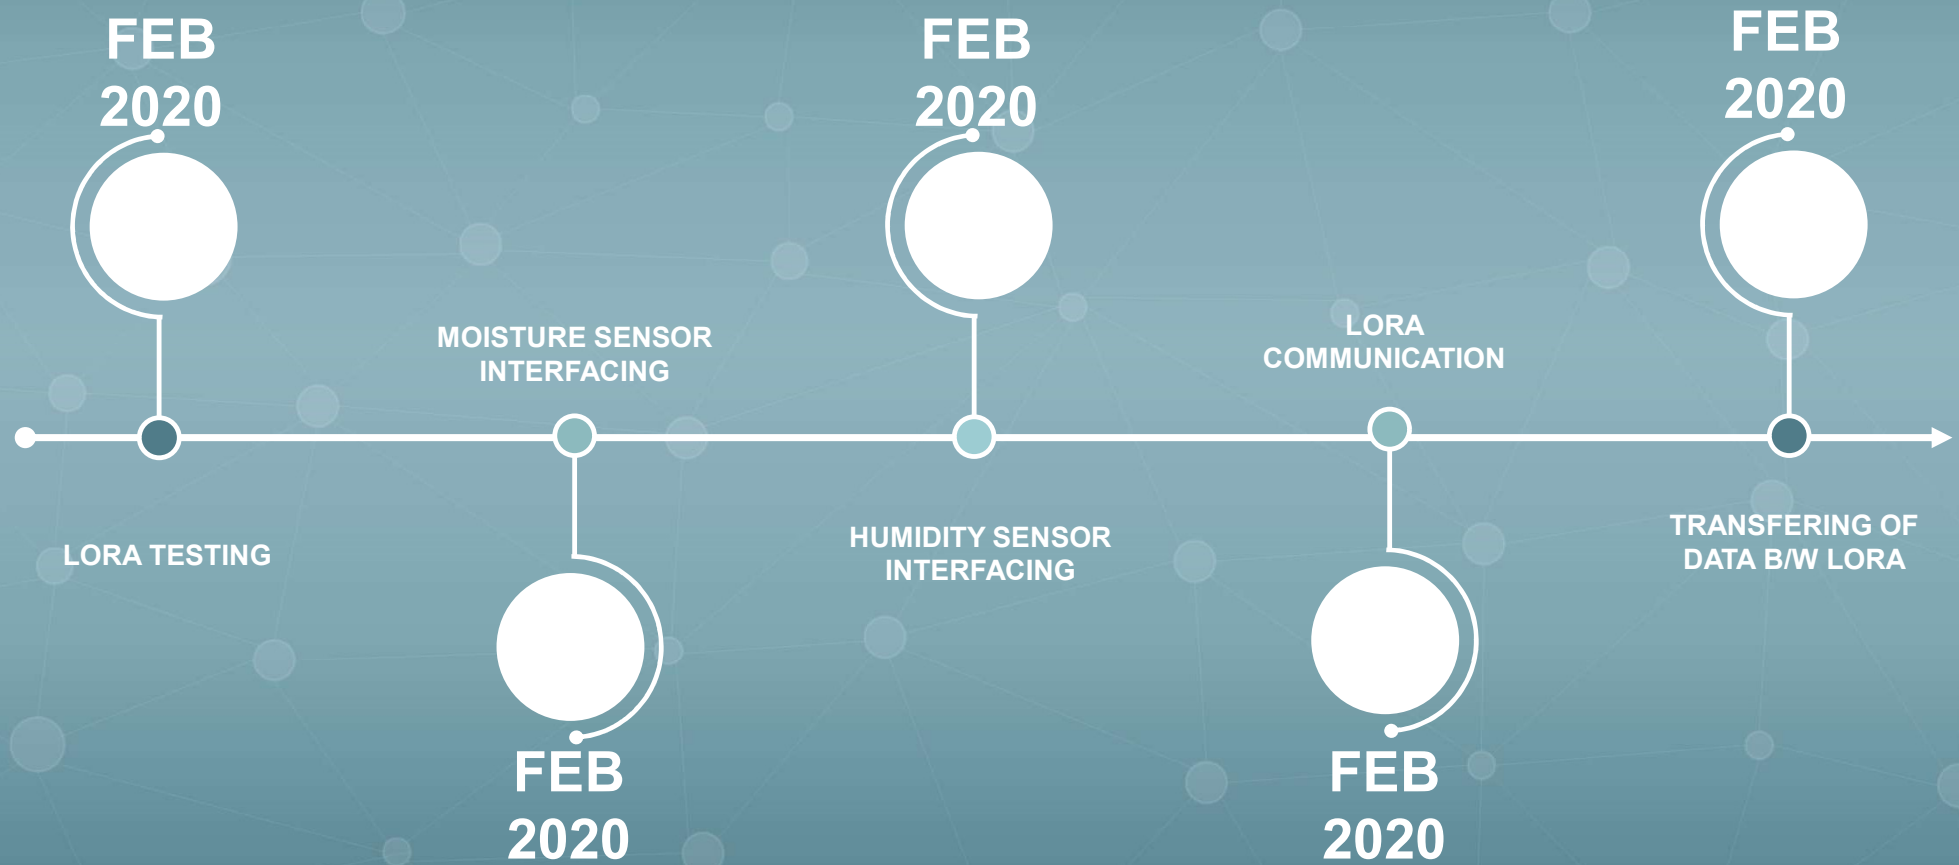 FEB
2020
LORA TESTING
MOISTURE SENSOR
INTERFACING
FEB
2020
FEB
2020
HUMIDITY SENSOR
INTERFACING
LORA
COMMUNICATION
FEB
2020
FEB
2020
TRANSFERING OF
DATA B/W LORA